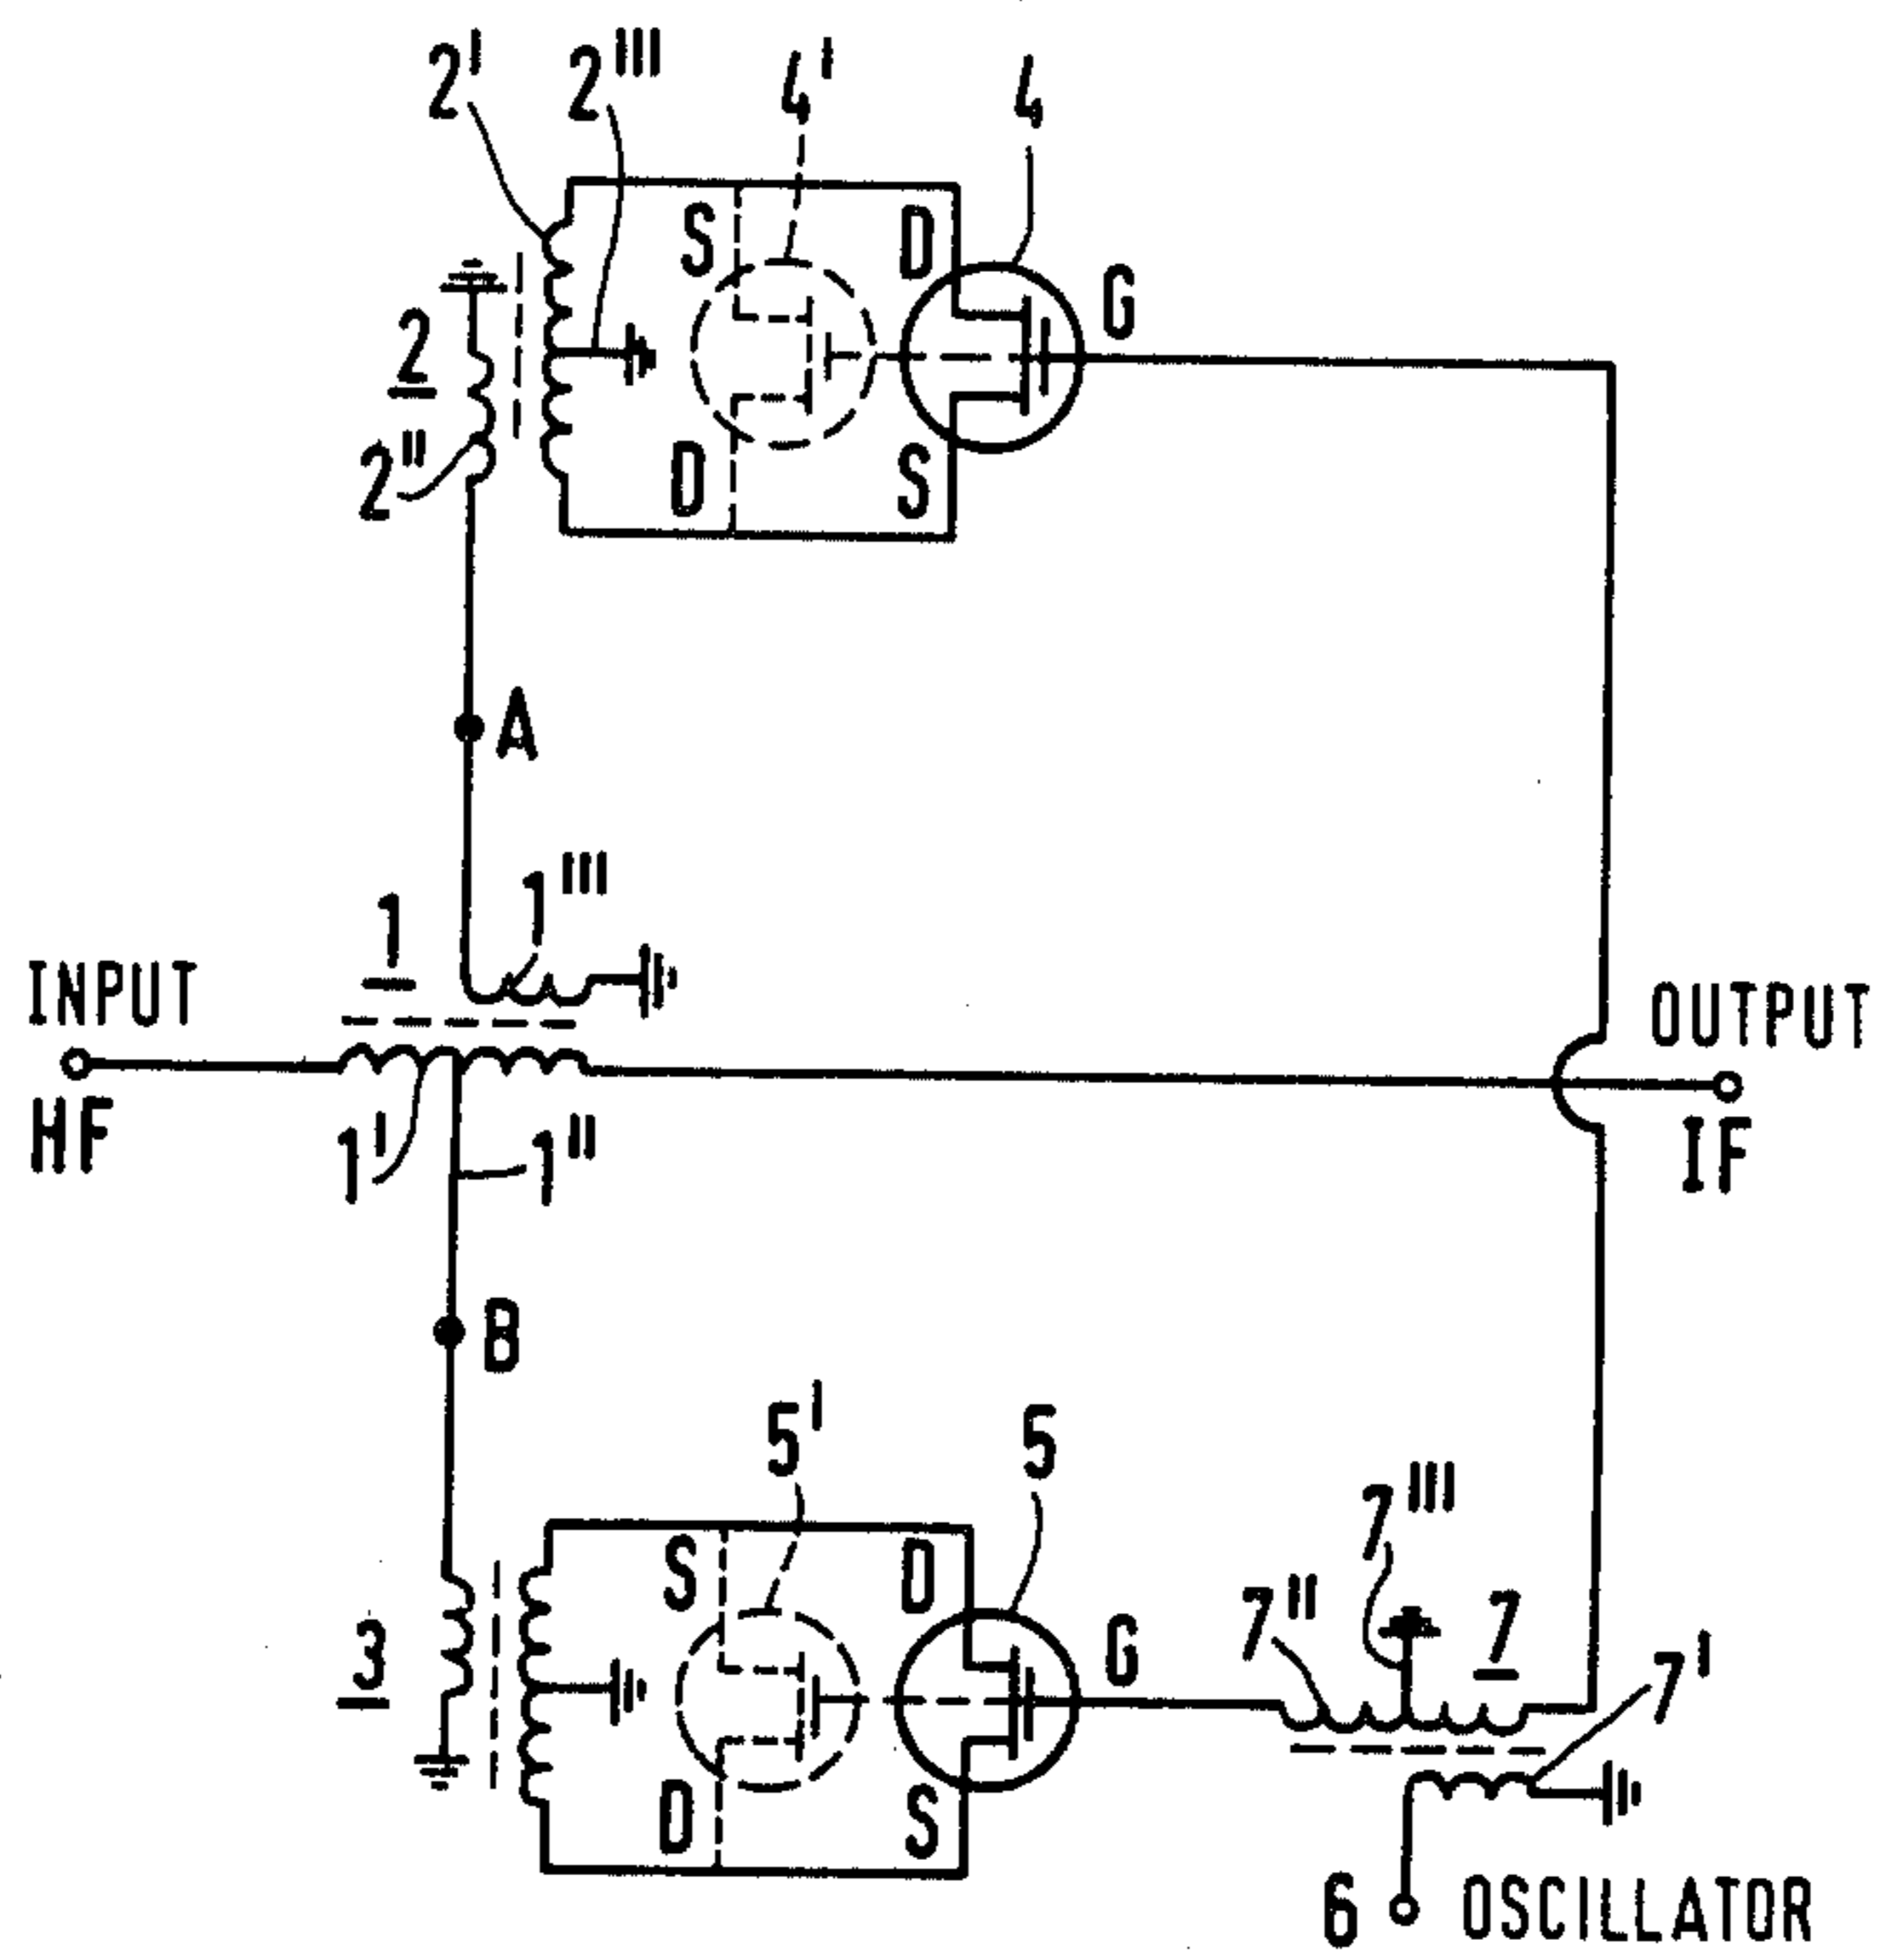 2' 2''' 4' 4
S D G
2
2'' D S
A
1 1'''
INPUT OUTPUT
HF 1' 1'' IF
B
5' 5
7'''
S D 7'' 7
3 G 7'
D S
6 OSCILLATOR